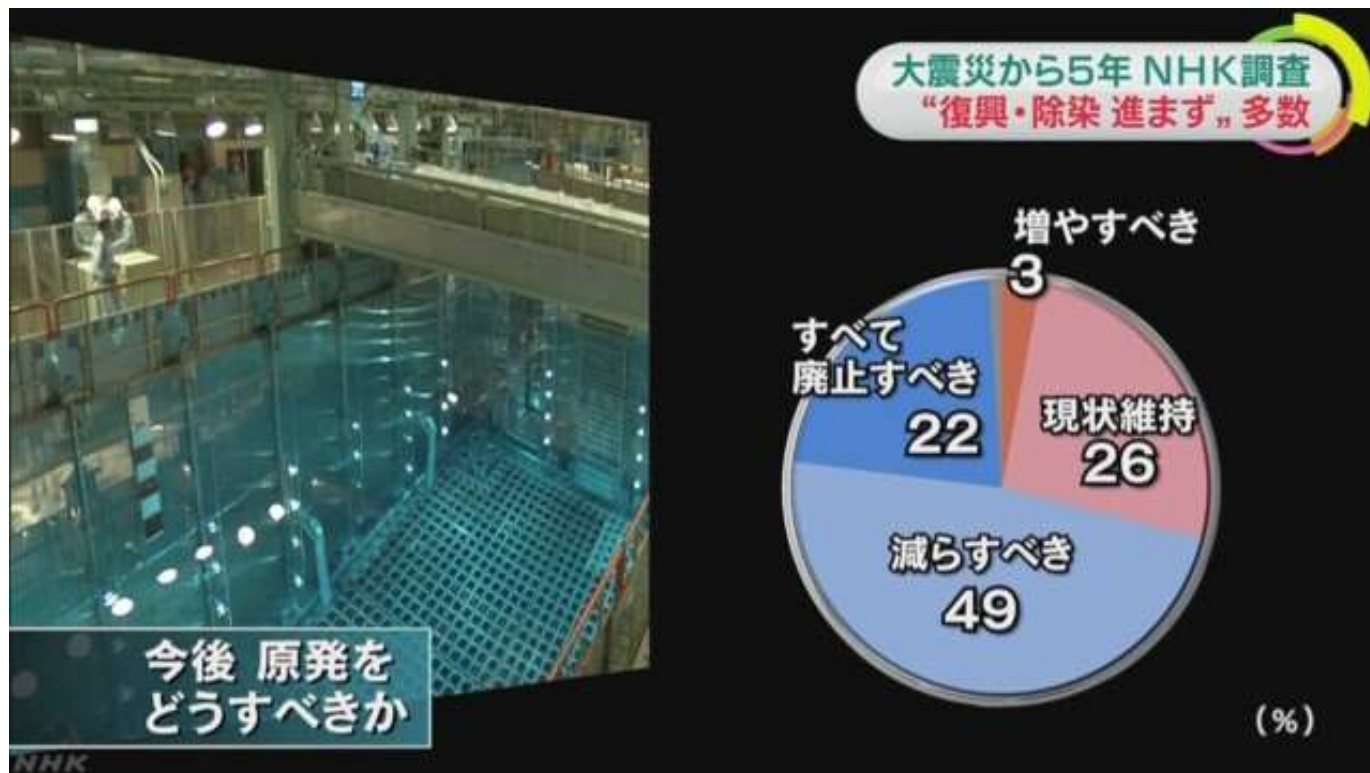 大震災から5年 NHK調査
“復興・除染 進まず„ 多数
増やすべき
3
現状維持
26
減らすべき
49
すべて
廃止すべき
22
(%)
今後 原発を
どうすべきか
NHK